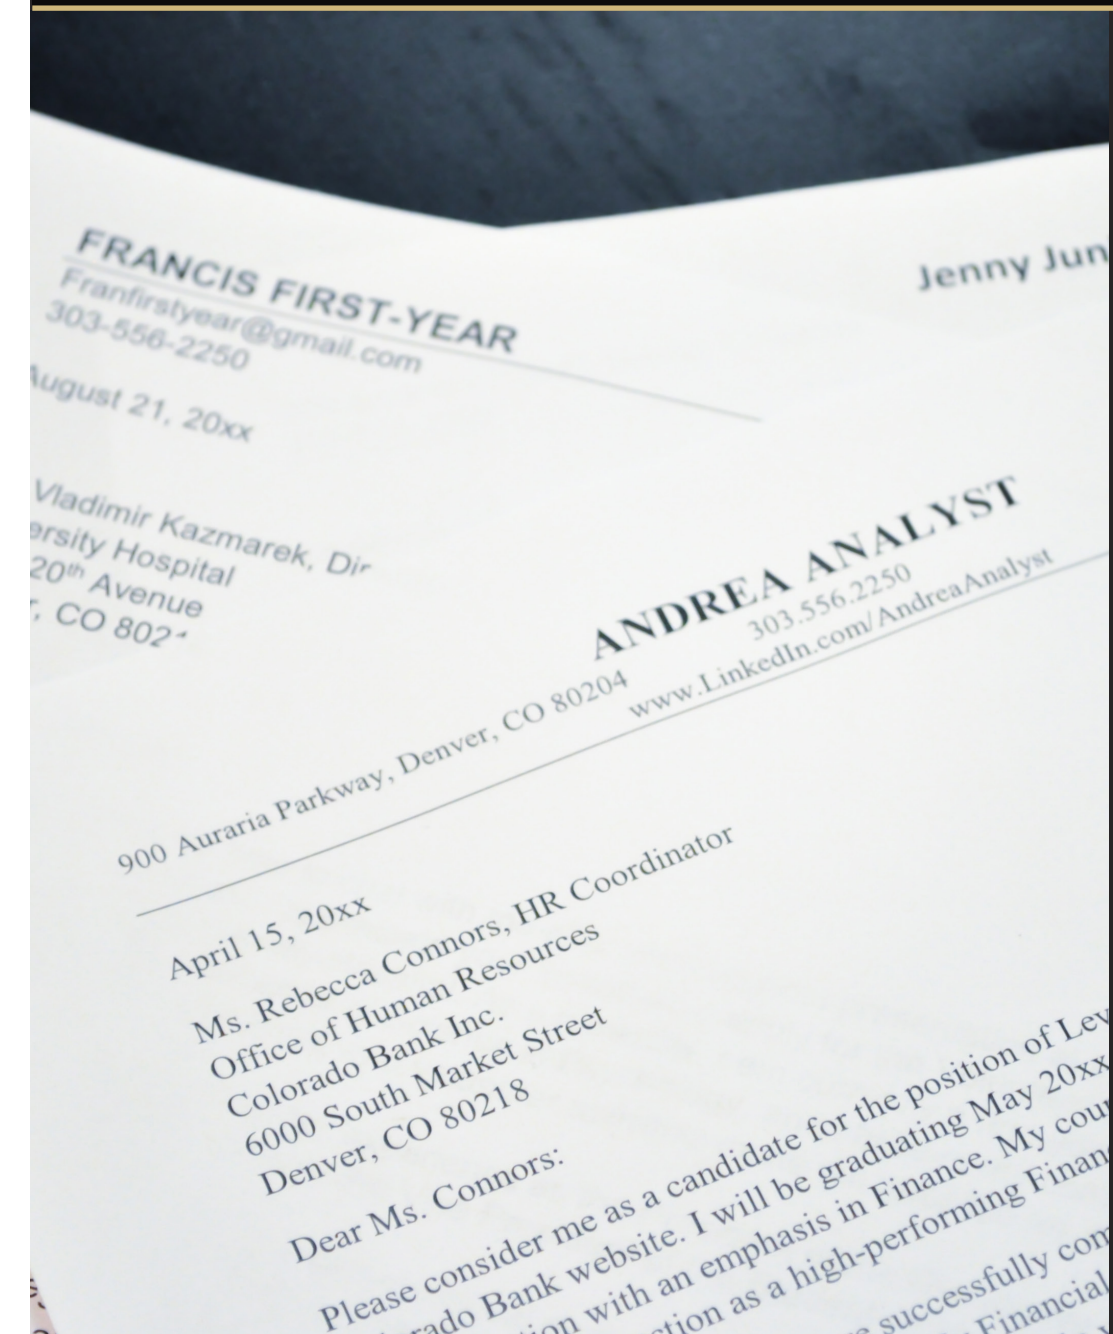 FRANCIS FIRST-YEAR
Franfirstyear@gmail.com
303-556-2250
August 21, 20xx
Vladimir Kazmarek, Dir
ersity Hospital
20th Avenue
, CO 802
Jenny Jun
ANDREA ANALYST
303.556.2250
900 Auraria Parkway, Denver, CO 80204
www.LinkedIn.com/AndreaAnalyst
April 15, 20xx
Ms. Rebecca Connors, HR Coordinator
Office of Human Resources
Colorado Bank Inc.
6000 South Market Street
Denver, CO 80218
Dear Ms. Connors:
Please consider me as a candidate for the position of Lev
rado Bank website. I will be graduating May 20xx
ion with an emphasis in Finance. My cour
ction as a high-performing Finan
successfully com
Financial